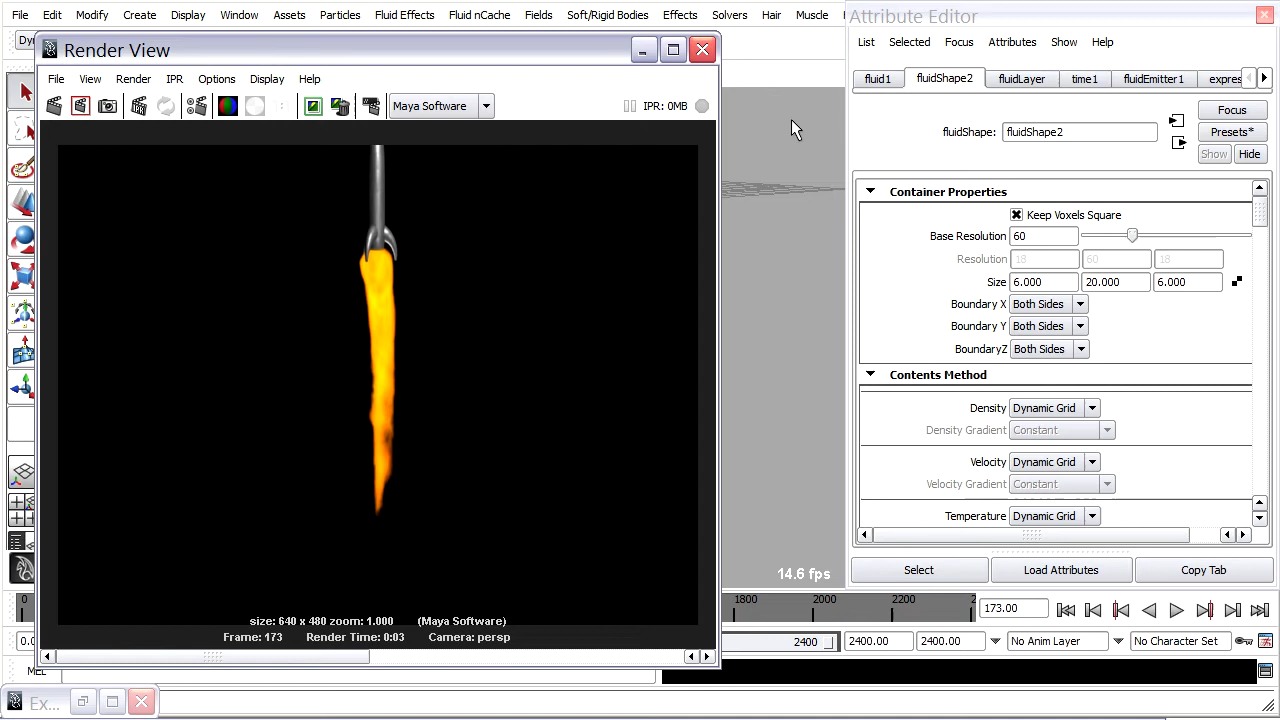 File Edit Modify Create Display Window Assets Particles Fluid Effects Fluid nCache Fields Soft/Rigid Bodies Effects Solvers Hair Muscle
Attribute Editor
List Selected Focus Attributes Show Help
fluid1 fluidShape2 fluidLayer time1 fluidEmitter1 expres
Focus
fluidShape: fluidShape2 Presets*
Show Hide
Render View
File View Render IPR Options Display Help
Maya Software IPR: 0MB
Container Properties
Keep Voxels Square
Base Resolution 60
Resolution 18 60 18
Size 6.000 20.000 6.000
Boundary X Both Sides
Boundary Y Both Sides
BoundaryZ Both Sides
Contents Method
Density Dynamic Grid
Density Gradient Constant
Velocity Dynamic Grid
Velocity Gradient Constant
Temperature Dynamic Grid
Select Load Attributes Copy Tab
14.6 fps
size: 640 x 480 zoom: 1.000 (Maya Software)
Frame: 173 Render Time: 0:03 Camera: persp
0 1800 2000 2200 173.00
0.0 2400 2400.00 2400.00 No Anim Layer No Character Set
MEL
Ex...